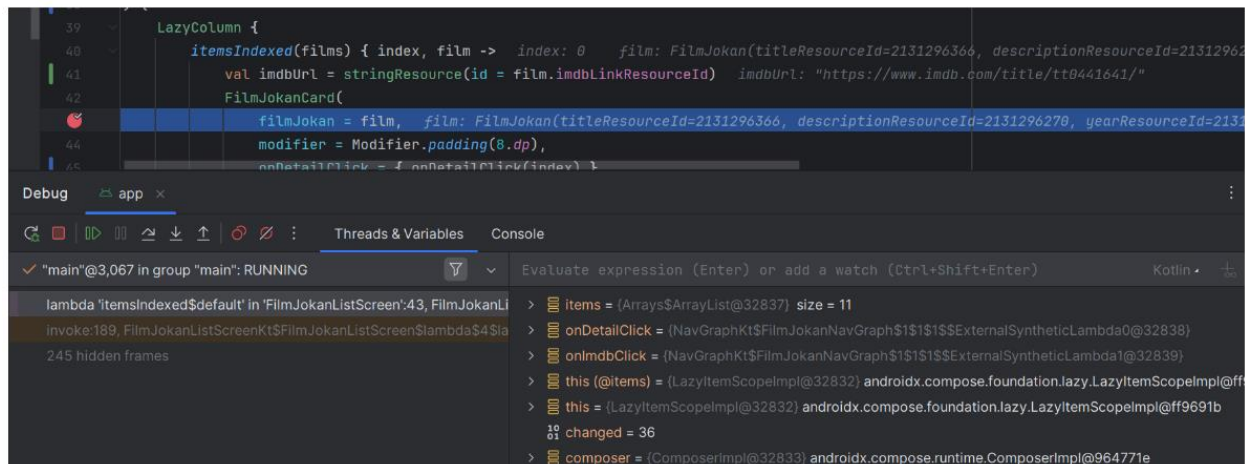 39 LazyColumn {
40 itemsIndexed(films) { index, film -> index: 0 film: FilmJokan(titleResourceId=2131296366, descriptionResourceId=21312962
41 val imdbUrl = stringResource(id = film.imdbLinkResourceId) imdbUrl: "https://www.imdb.com/title/tt0441641/"
42 FilmJokanCard(
filmJokan = film, film: FilmJokan(titleResourceId=2131296366, descriptionResourceId=2131296270, yearResourceId=2131
44 modifier = Modifier.padding(8.dp),
45 onDetailClick = { onDetailClick(index) }
Debug app
Threads & Variables Console
"main"@3,067 in group "main": RUNNING
Evaluate expression (Enter) or add a watch (Ctrl+Shift+Enter) Kotlin
lambda 'itemsIndexed$default' in 'FilmJokanListScreen':43, FilmJokanLi
invoke:189, FilmJokanListScreenKt$FilmJokanListScreen$lambda$4$la
245 hidden frames
items = {Arrays$ArrayList@32837} size = 11
onDetailClick = {NavGraphKt$FilmJokanNavGraph$1$1$1$$ExternalSyntheticLambda0@32838}
onImdbClick = {NavGraphKt$FilmJokanNavGraph$1$1$1$$ExternalSyntheticLambda1@32839}
this (@items) = {LazyItemScopeImpl@32832} androidx.compose.foundation.lazy.LazyItemScopeImpl@ff
this = {LazyItemScopeImpl@32832} androidx.compose.foundation.lazy.LazyItemScopeImpl@ff9691b
changed = 36
composer = {ComposerImpl@32833} androidx.compose.runtime.ComposerImpl@964771e